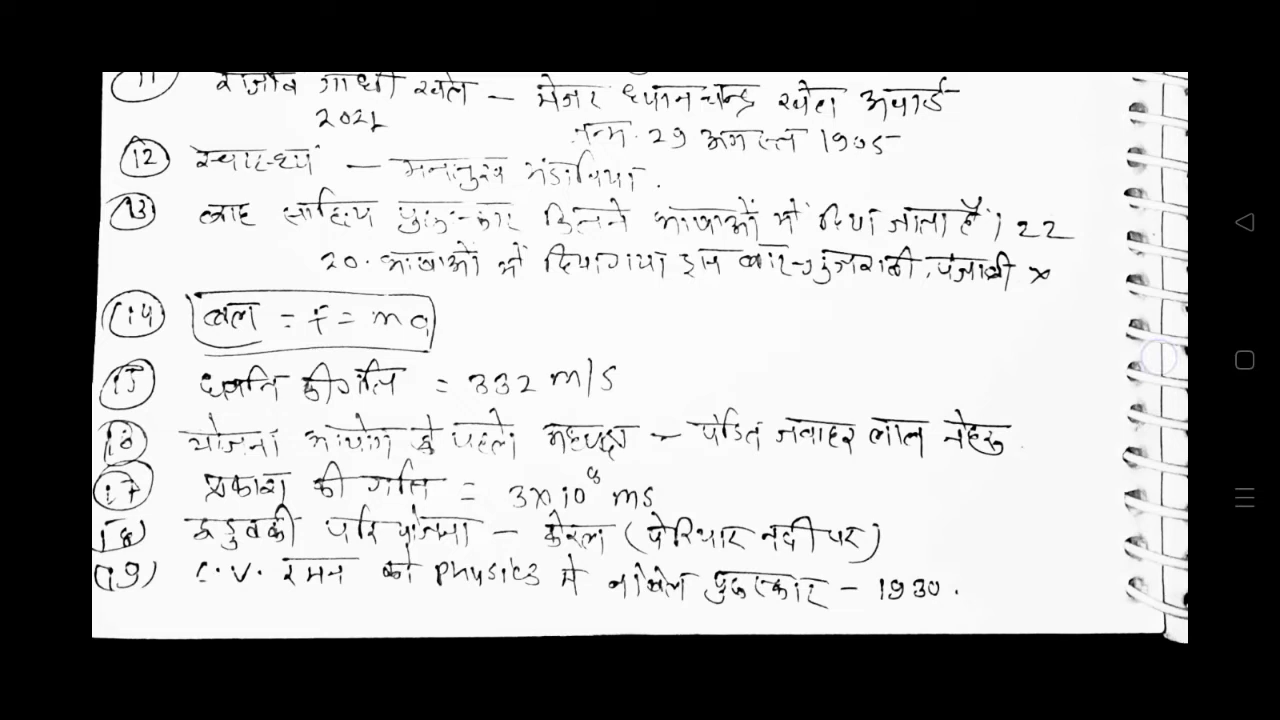 (11) राजीव गांधी खेल – मेजर ध्यानचन्द्र खेल अवार्ड
2021 जन्म. 29 अगस्त 1905
(12) स्वास्थ्य – मनसुख मंडाविया.
(13) बाल साहित्य पुरस्कार कितने भाषाओं में दिया जाता है। 22
20. भाषाओं में दिया गया इस बार - गुजराती, पंजाबी ×
(14) बल = f = ma
(15) ध्वनि की गति = 332 m/s
(16) योजना आयोग के पहले अध्यक्ष – पंडित जवाहर लाल नेहरू
(17) प्रकाश की गति = 3×10⁸ ms
(18) इडुक्की परियोजना – केरल (पेरियार नदी पर)
(19) C.V. रमन को physics में नोबेल पुरस्कार – 1930.